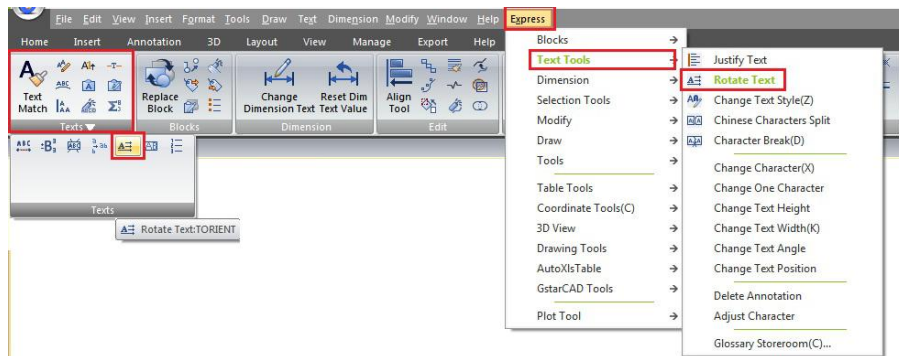 File Edit View Insert Format Tools Draw Text Dimension Modify Window Help Express
Home Insert Annotation 3D Layout View Manage Export Help
Text Match
ABC
Replace Block
Change Dimension Text
Reset Dim Text Value
Align Tool
Texts Blocks Dimension Edit
Texts
Rotate Text:TORIENT
Blocks
Text Tools
Dimension
Selection Tools
Modify
Draw
Tools
Table Tools
Coordinate Tools(C)
3D View
Drawing Tools
AutoXlsTable
GstarCAD Tools
Plot Tool
Justify Text
Rotate Text
Change Text Style(Z)
Chinese Characters Split
Character Break(D)
Change Character(X)
Change One Character
Change Text Height
Change Text Width(K)
Change Text Angle
Change Text Position
Delete Annotation
Adjust Character
Glossary Storeroom(C)...